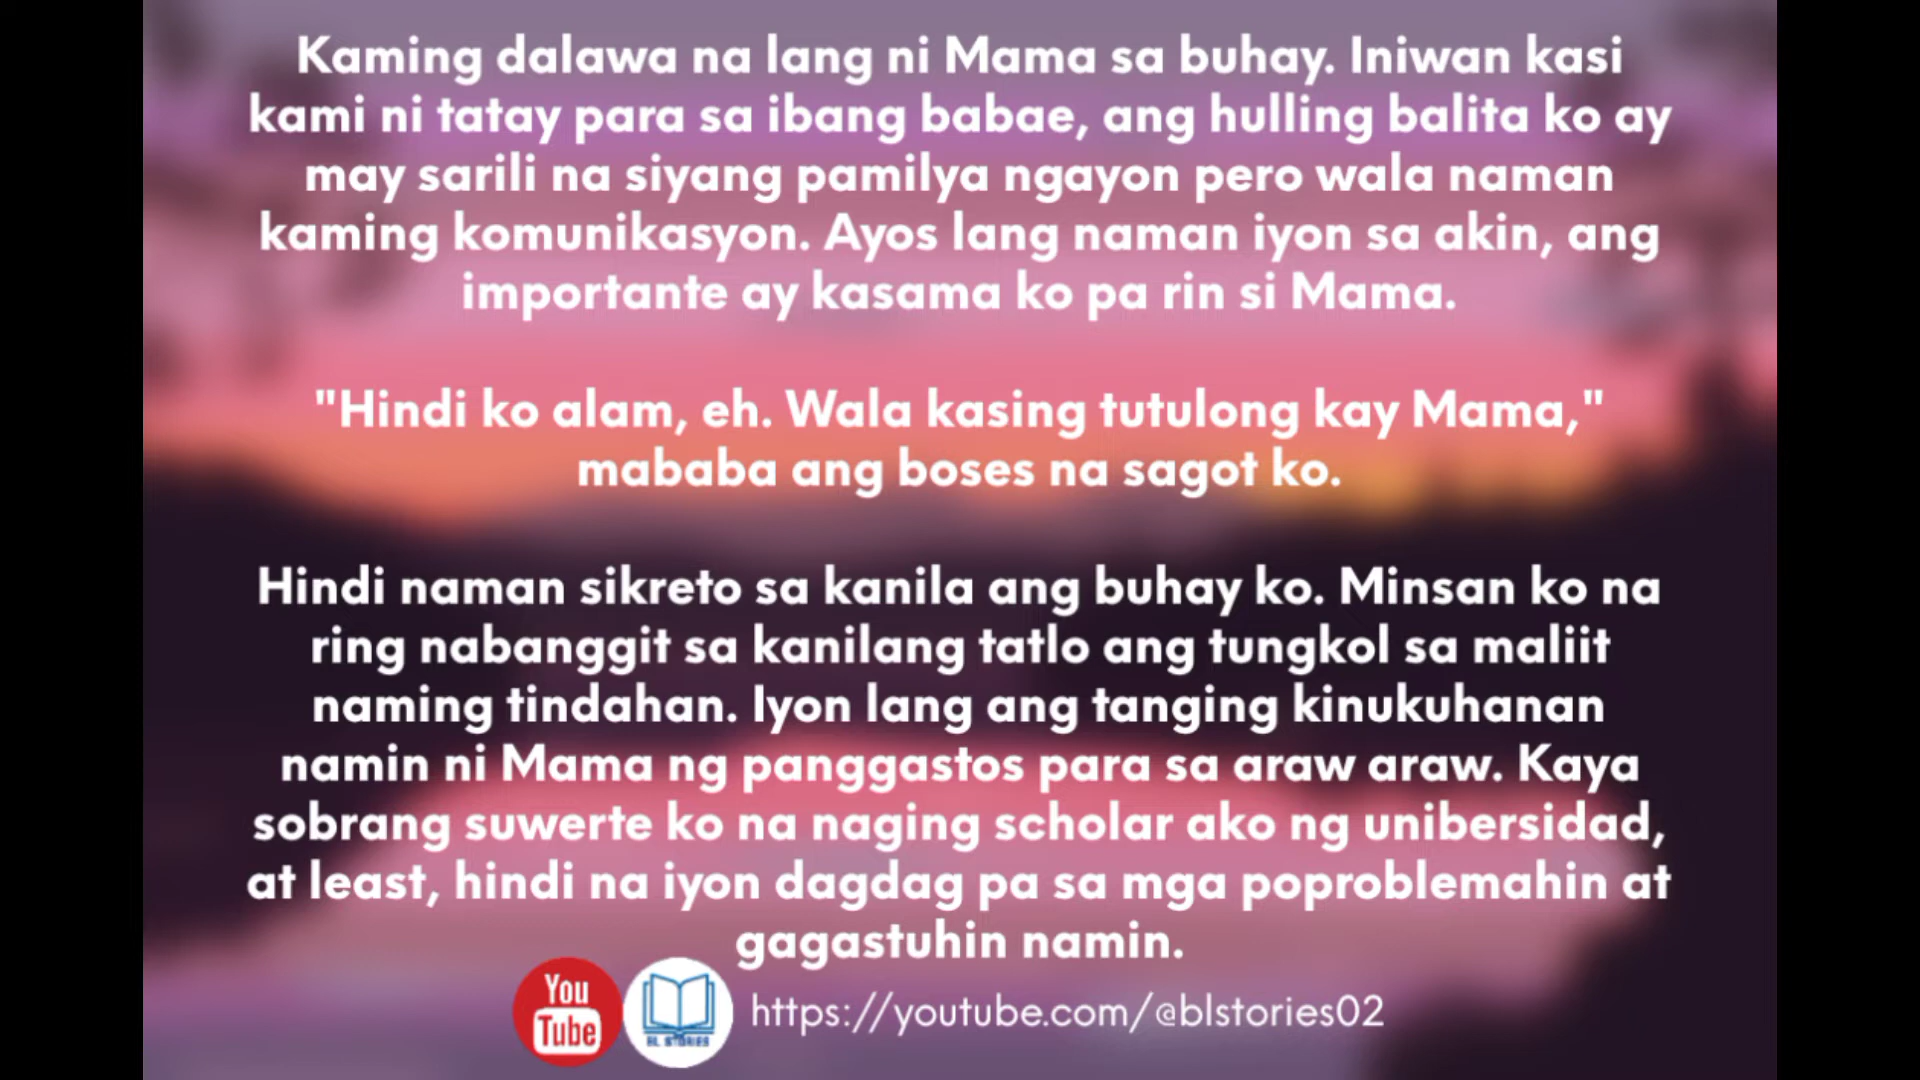 Kaming dalawa na lang ni Mama sa buhay. Iniwan kasi
kami ni tatay para sa ibang babae, ang hulling balita ko ay
may sarili na siyang pamilya ngayon pero wala naman
kaming komunikasyon. Ayos lang naman iyon sa akin, ang
importante ay kasama ko pa rin si Mama.
"Hindi ko alam, eh. Wala kasing tutulong kay Mama,"
mababa ang boses na sagot ko.
Hindi naman sikreto sa kanila ang buhay ko. Minsan ko na
ring nabanggit sa kanilang tatlo ang tungkol sa maliit
naming tindahan. Iyon lang ang tanging kinukuhanan
namin ni Mama ng panggastos para sa araw araw. Kaya
sobrang suwerte ko na naging scholar ako ng unibersidad,
at least, hindi na iyon dagdag pa sa mga poproblemahin at
gagastuhin namin.
You
Tube
BL STORIES
https://youtube.com/@blstories02